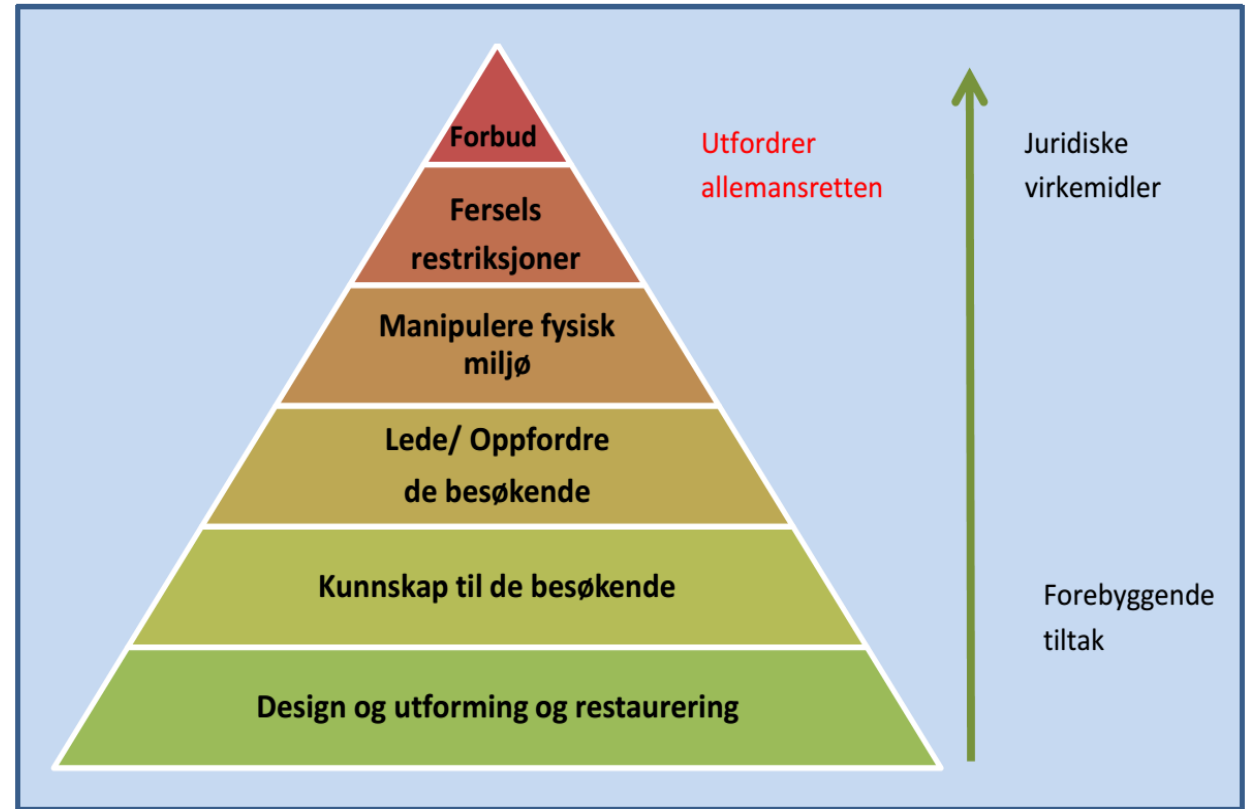 Forbud
Fersels
restriksjoner
Manipulere fysisk
miljø
Lede/ Oppfordre
de besøkende
Kunnskap til de besøkende
Design og utforming og restaurering
Utfordrer
allemansretten
Juridiske
virkemidler
Forebyggende
tiltak